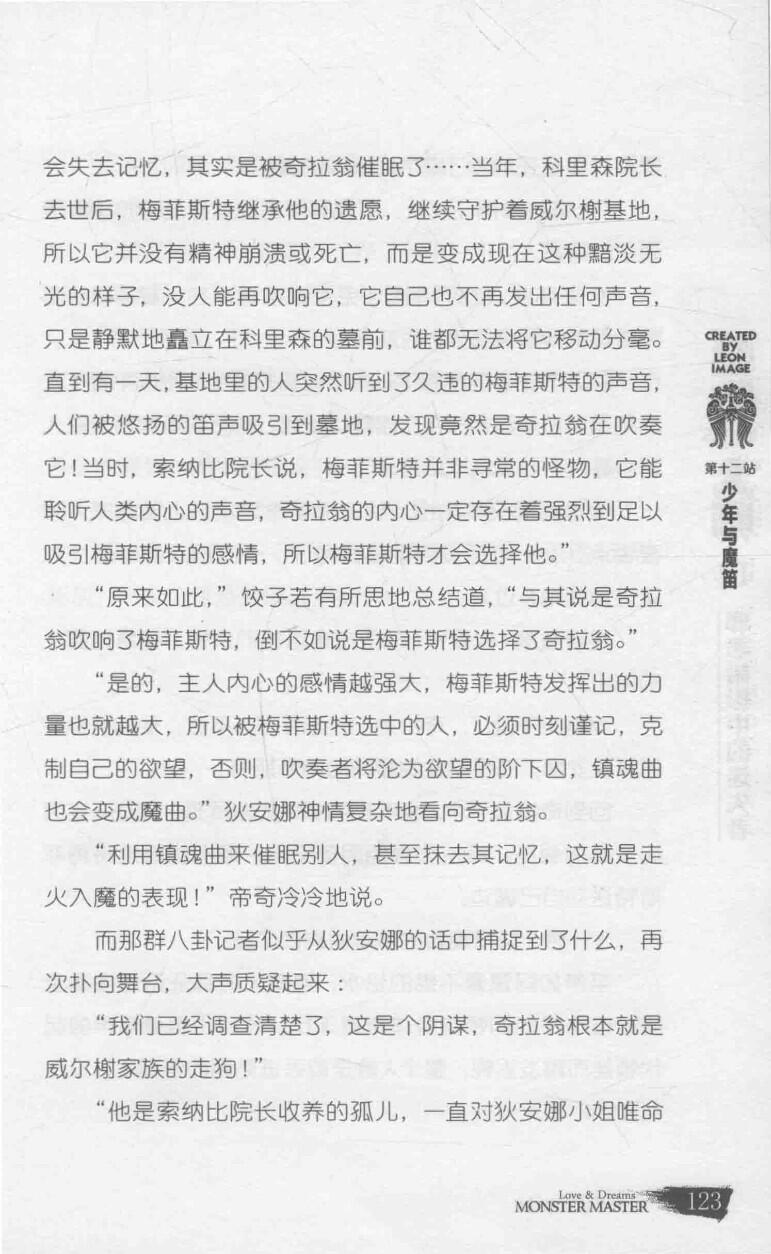 会失去记忆，其实是被奇拉翁催眠了……当年，科里森院长
去世后，梅菲斯特继承他的遗愿，继续守护着威尔榭基地，
所以它并没有精神崩溃或死亡，而是变成现在这种黯淡无
光的样子，没人能再吹响它，它自己也不再发出任何声音，
只是静默地矗立在科里森的墓前，谁都无法将它移动分毫。
直到有一天，基地里的人突然听到了久违的梅菲斯特的声音，
人们被悠扬的笛声吸引到墓地，发现竟然是奇拉翁在吹奏
它！当时，索纳比院长说，梅菲斯特并非寻常的怪物，它能
聆听人类内心的声音，奇拉翁的内心一定存在着强烈到足以
吸引梅菲斯特的感情，所以梅菲斯特才会选择他。”
“原来如此，”饺子若有所思地总结道，“与其说是奇拉
翁吹响了梅菲斯特，倒不如说是梅菲斯特选择了奇拉翁。”
“是的，主人内心的感情越强大，梅菲斯特发挥出的力
量也就越大，所以被梅菲斯特选中的人，必须时刻谨记，克
制自己的欲望，否则，吹奏者将沦为欲望的阶下囚，镇魂曲
也会变成魔曲。”狄安娜神情复杂地看向奇拉翁。
“利用镇魂曲来催眠别人，甚至抹去其记忆，这就是走
火入魔的表现！”帝奇冷冷地说。
而那群八卦记者似乎从狄安娜的话中捕捉到了什么，再
次扑向舞台，大声质疑起来：
“我们已经调查清楚了，这是个阴谋，奇拉翁根本就是
威尔榭家族的走狗！”
“他是索纳比院长收养的孤儿，一直对狄安娜小姐唯命
CREATED
BY
LEON
IMAGE
第十二站
少年与魔笛
Love & Dreams
MONSTER MASTER
123